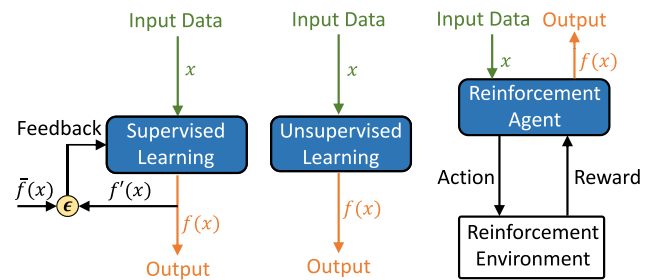 Input Data
x
Feedback
Supervised
Learning
f̄(x)
ϵ
f′(x)
f(x)
Output
Input Data
x
Unsupervised
Learning
f(x)
Output
Input Data
Output
x
f(x)
Reinforcement
Agent
Action
Reward
Reinforcement
Environment